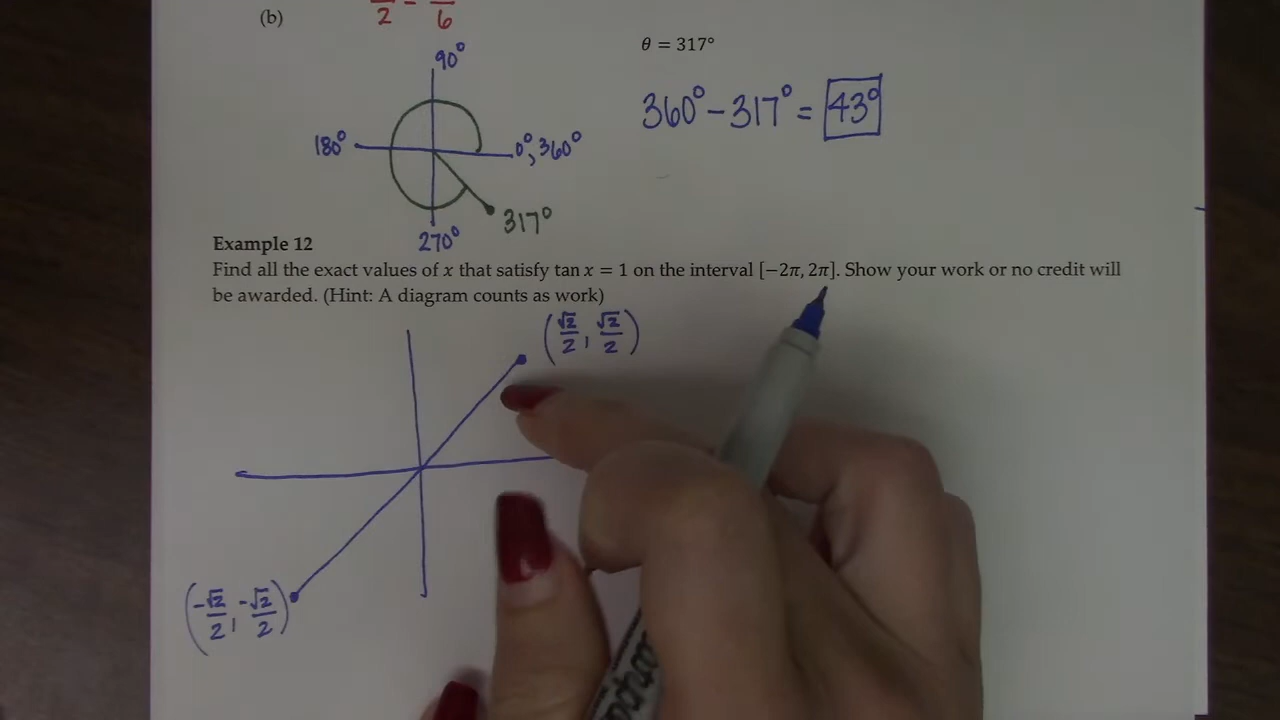 (b)
2 - 6
θ = 317°
90°
360° - 317° = 43°
180°
0°, 360°
317°
270°
Example 12
Find all the exact values of x that satisfy tan x = 1 on the interval [−2π, 2π]. Show your work or no credit will
be awarded. (Hint: A diagram counts as work)
(√2/2, √2/2)
(-√2/2, -√2/2)